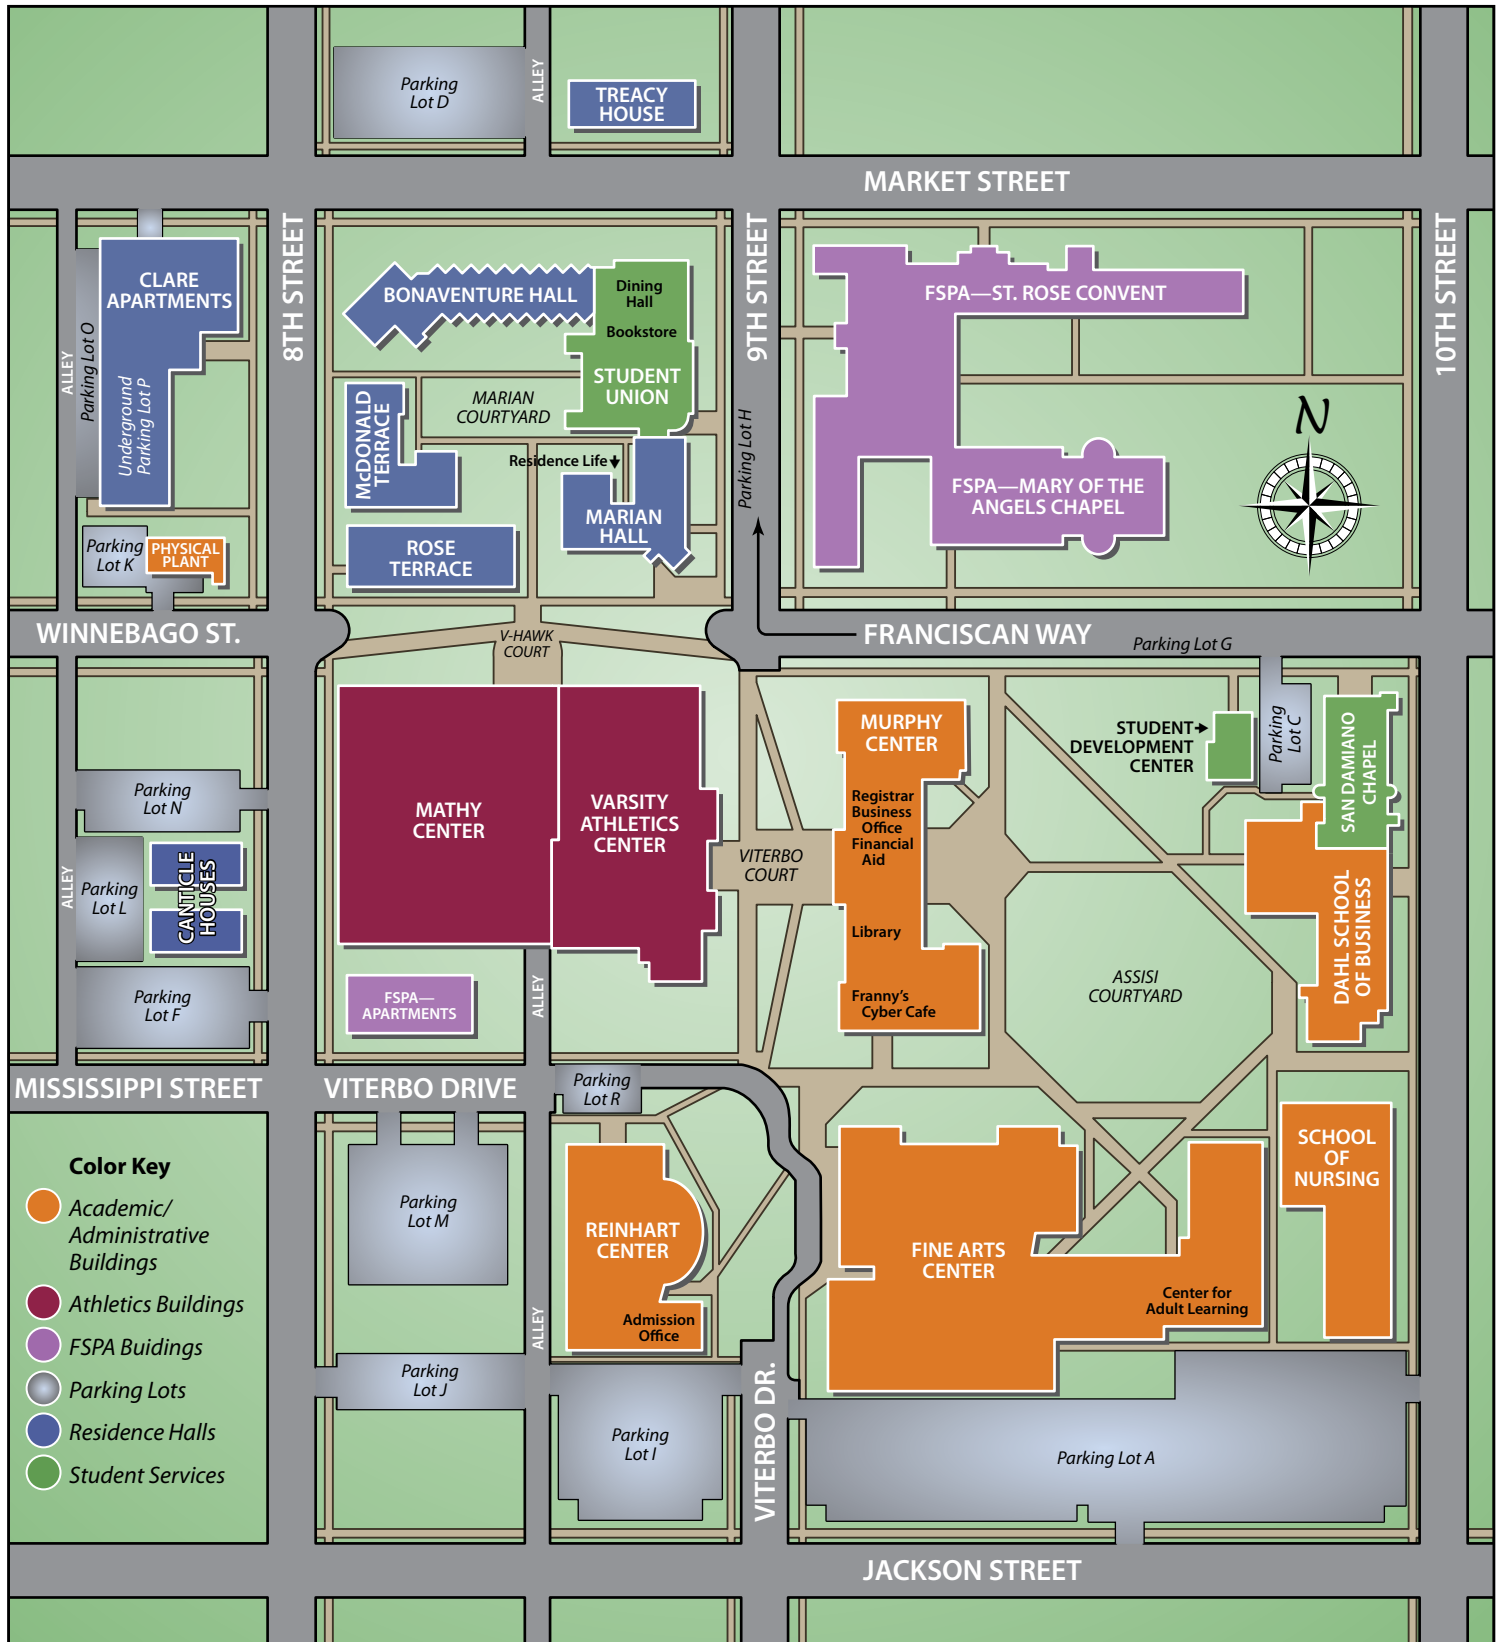 Parking
Lot D
ALLEY
TREACY
HOUSE
MARKET STREET
CLARE
APARTMENTS
Underground
Parking Lot P
Parking Lot O
ALLEY
8TH STREET
BONAVENTURE HALL
Dining
Hall
Bookstore
STUDENT
UNION
9TH STREET
FSPA—ST. ROSE CONVENT
10TH STREET
McDONALD
TERRACE
MARIAN
COURTYARD
Residence Life
MARIAN
HALL
Parking Lot H
FSPA—MARY OF THE
ANGELS CHAPEL
N
Parking
Lot K
PHYSICAL
PLANT
ROSE
TERRACE
WINNEBAGO ST.
V-HAWK
COURT
FRANCISCAN WAY
Parking Lot G
MURPHY
CENTER
STUDENT
DEVELOPMENT
CENTER
Parking
Lot C
SAN DAMIANO
CHAPEL
Parking
Lot N
MATHY
CENTER
VARSITY
ATHLETICS
CENTER
Registrar
Business
Office
Financial
Aid
VITERBO
COURT
ALLEY
Parking
Lot L
CANTICLE
HOUSES
Library
DAHL SCHOOL
OF BUSINESS
Parking
Lot F
FSPA—
APARTMENTS
ALLEY
Franny's
Cyber Cafe
ASSISI
COURTYARD
MISSISSIPPI STREET
VITERBO DRIVE
Parking
Lot R
Color Key
Academic/
Administrative
Buildings
Athletics Buildings
FSPA Buidings
Parking Lots
Residence Halls
Student Services
Parking
Lot M
REINHART
CENTER
Admission
Office
ALLEY
FINE ARTS
CENTER
Center for
Adult Learning
SCHOOL
OF
NURSING
Parking
Lot J
Parking
Lot I
VITERBO DR.
Parking Lot A
JACKSON STREET